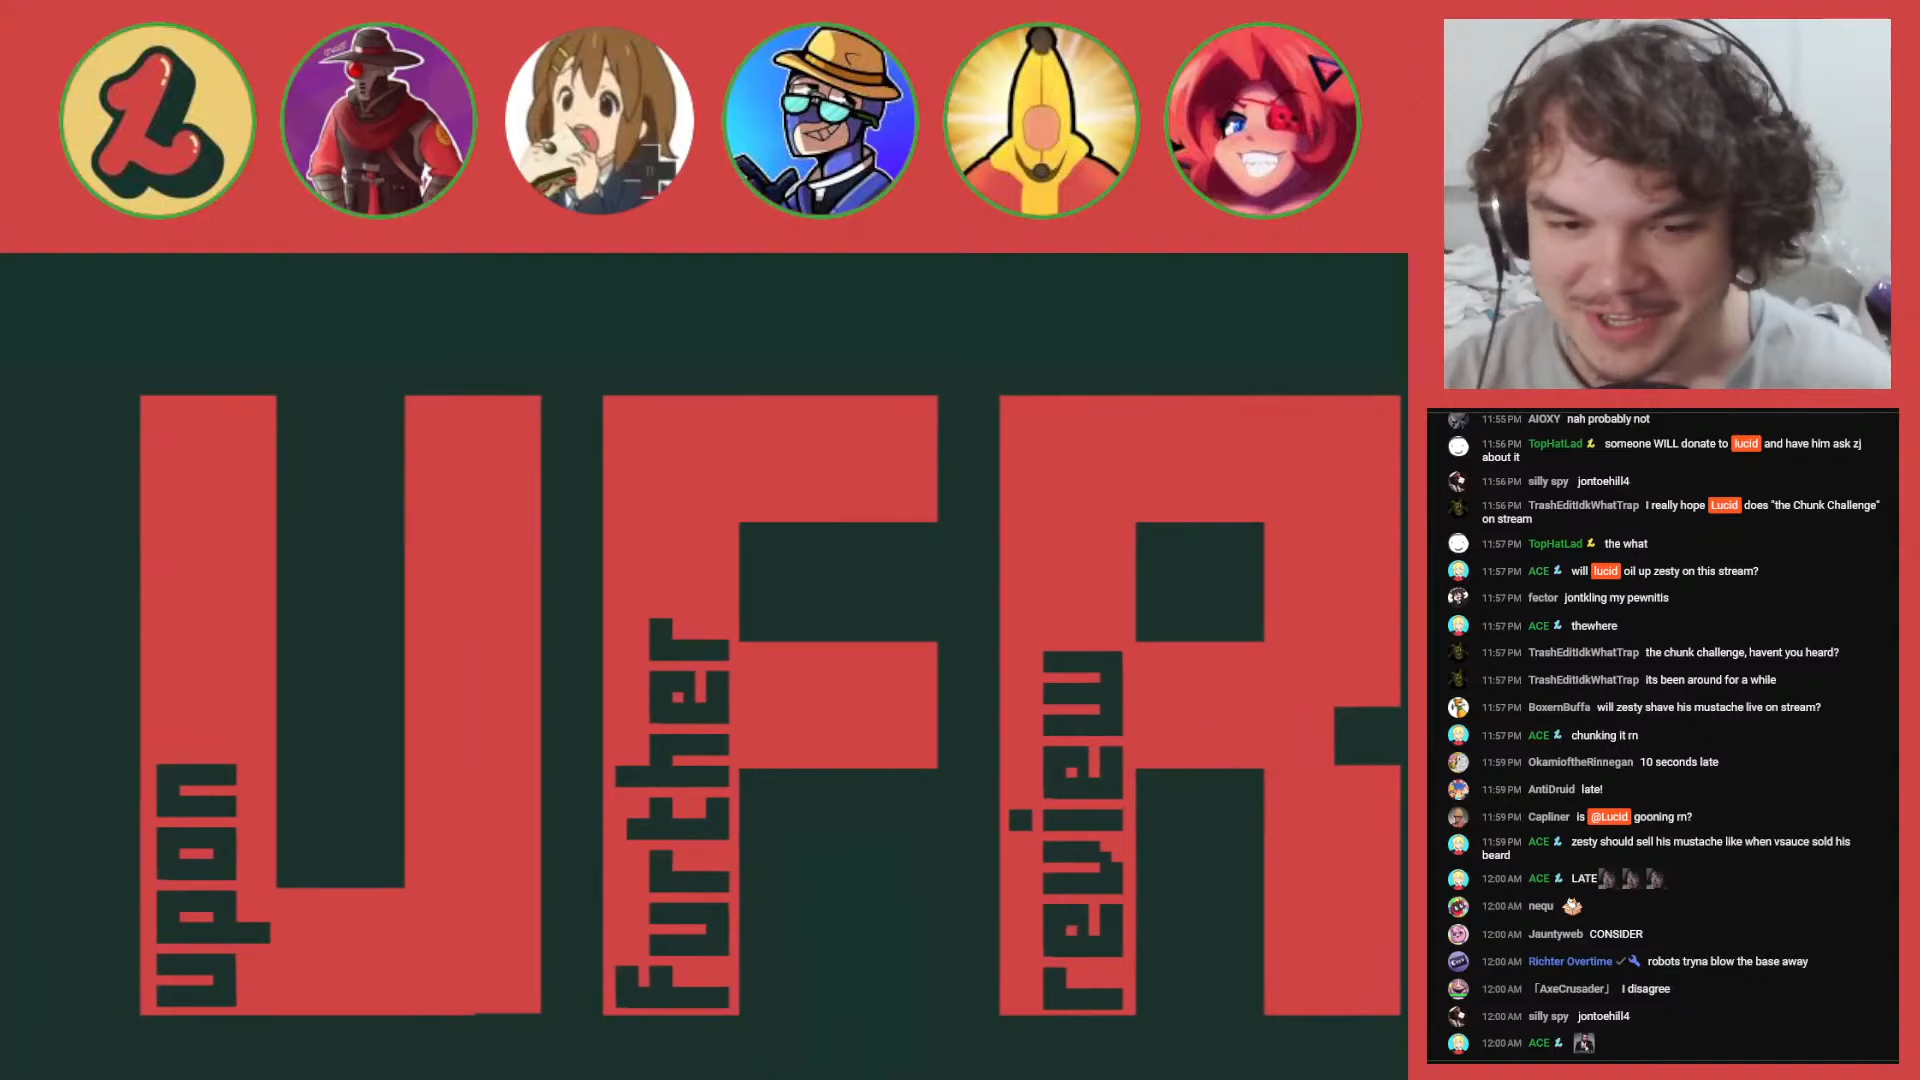 UFR
upon
further
review
11:55 PM AIOXY nah probably not
11:56 PM TopHatLad someone WILL donate to lucid and have him ask zj
about it
11:56 PM silly spy jontoehill4
11:56 PM TrashEditIdkWhatTrap I really hope Lucid does "the Chunk Challenge"
on stream
11:57 PM TopHatLad the what
11:57 PM ACE will lucid oil up zesty on this stream?
11:57 PM fector jontkling my pewnitis
11:57 PM ACE thewhere
11:57 PM TrashEditIdkWhatTrap the chunk challenge, havent you heard?
11:57 PM TrashEditIdkWhatTrap its been around for a while
11:57 PM BoxernBuffa will zesty shave his mustache live on stream?
11:57 PM ACE chunking it rn
11:59 PM OkamioftheRinnegan 10 seconds late
11:59 PM AntiDruid late!
11:59 PM Capliner is @Lucid gooning rn?
11:59 PM ACE zesty should sell his mustache like when vsauce sold his
beard
12:00 AM ACE LATE
12:00 AM nequ
12:00 AM Jauntyweb CONSIDER
12:00 AM Richter Overtime robots tryna blow the base away
12:00 AM 「AxeCrusader」 I disagree
12:00 AM silly spy jontoehill4
12:00 AM ACE